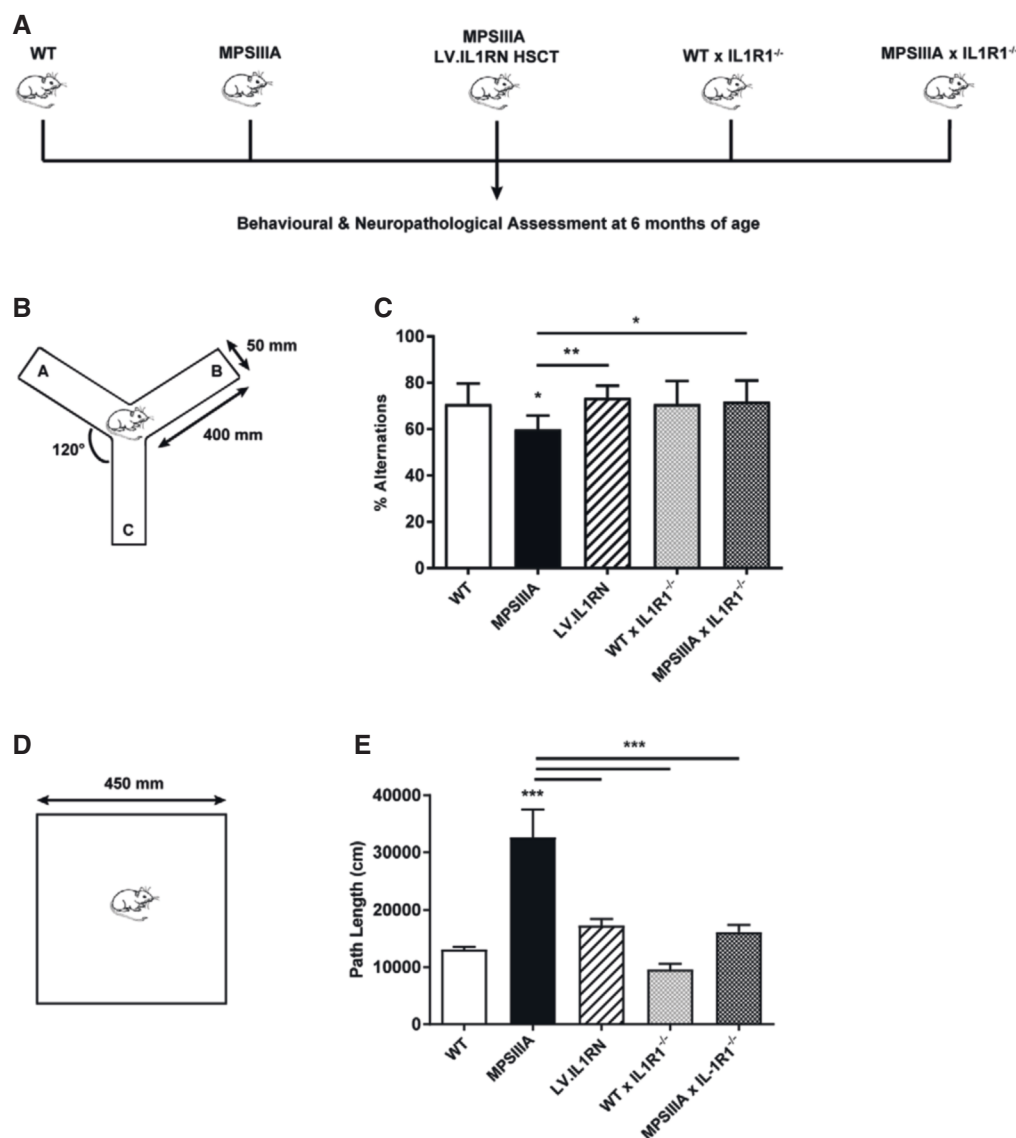 A
WT
MPSIIIA
MPSIIIA
LV.IL1RN HSCT
WT x IL1R1-/-
MPSIIIA x IL1R1-/-
Behavioural & Neuropathological Assessment at 6 months of age
B
A
B
C
50 mm
400 mm
120°
C
% Alternations
100
80
60
40
20
0
*
**
*
WT
MPSIIIA
LV.IL1RN
WT x IL1R1-/-
MPSIIIA x IL1R1-/-
D
450 mm
E
Path Length (cm)
40000
30000
20000
10000
0
***
***
WT
MPSIIIA
LV.IL1RN
WT x IL1R1-/-
MPSIIIA x IL-1R1-/-